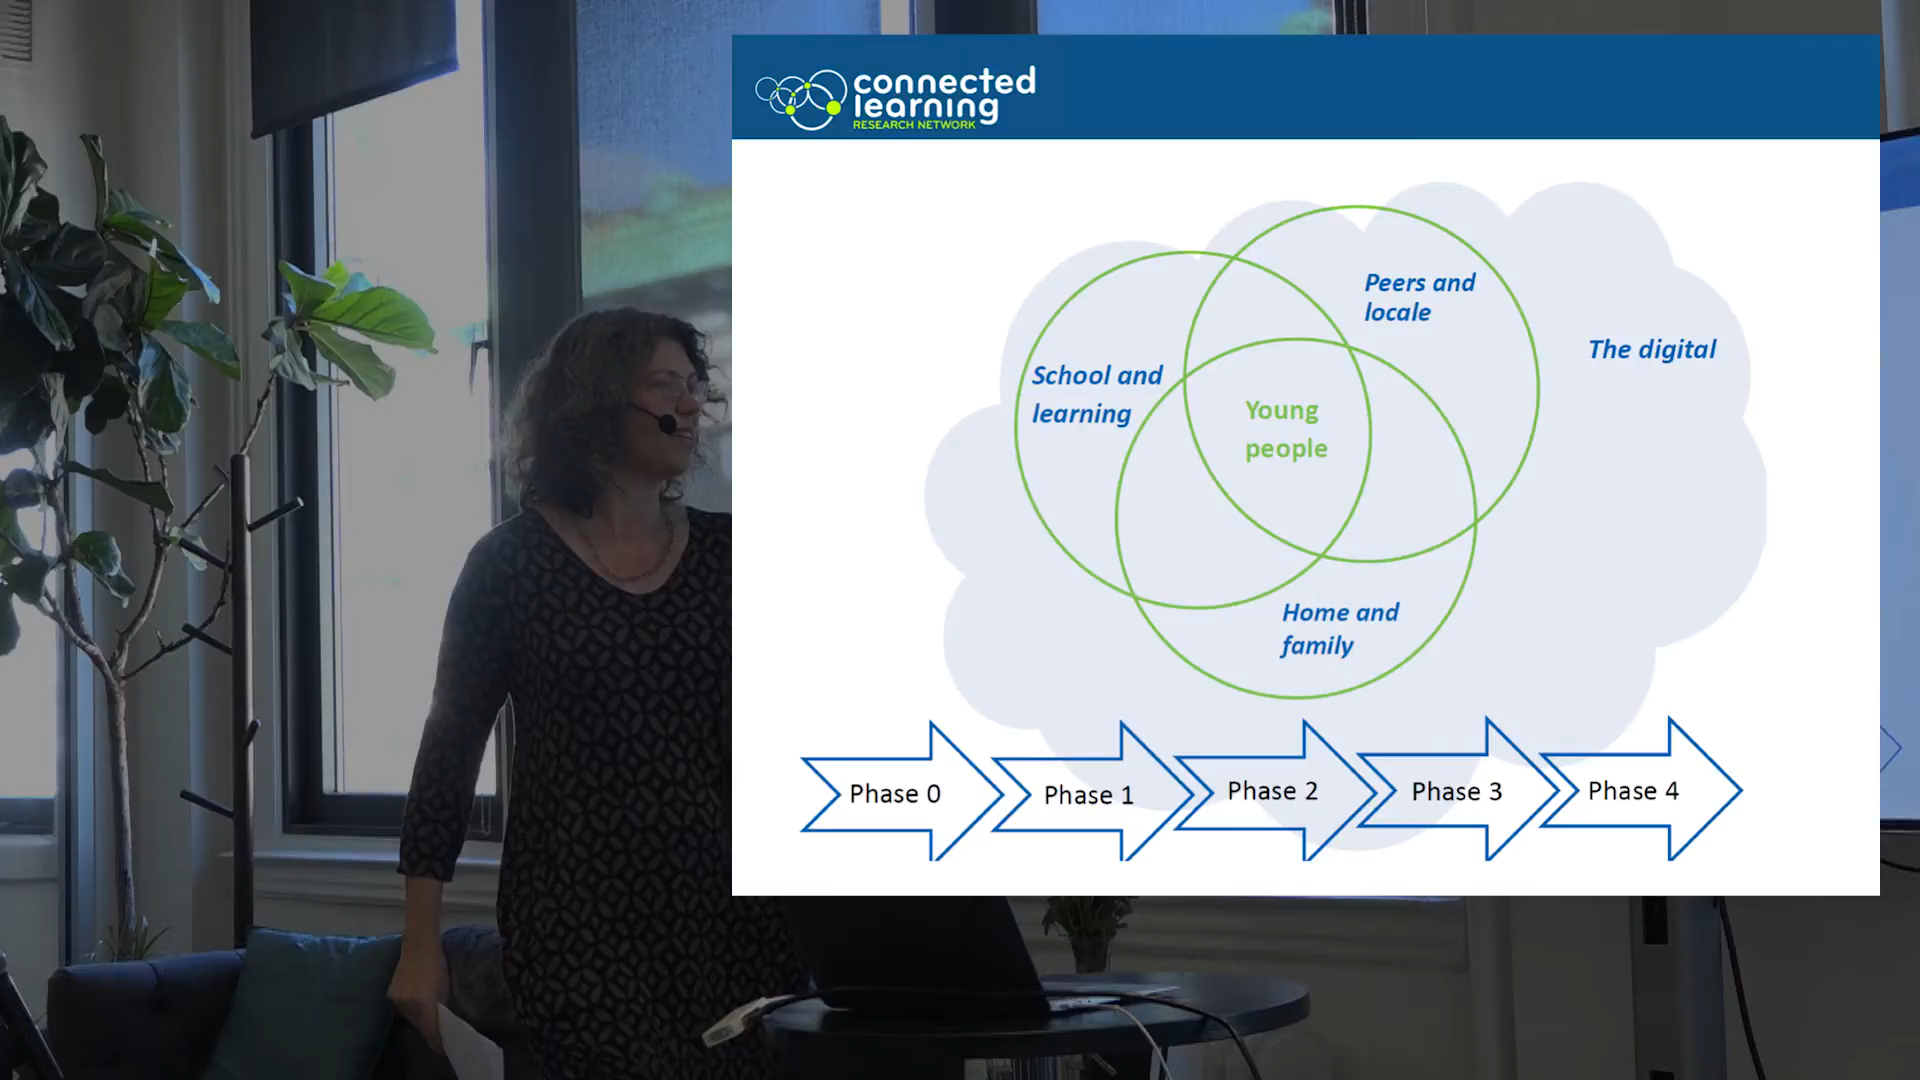 connected
learning
RESEARCH NETWORK
Peers and
locale
The digital
School and
learning
Young
people
Home and
family
Phase 0
Phase 1
Phase 2
Phase 3
Phase 4